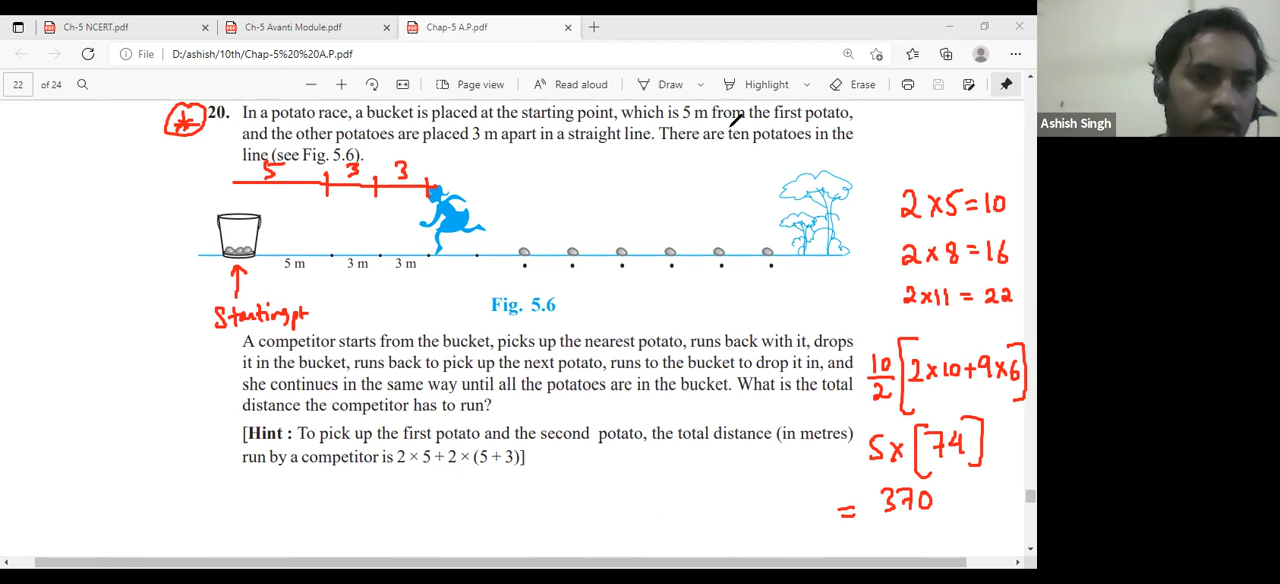 Ch-5 NCERT.pdf
Ch-5 Avanti Module.pdf
Chap-5 A.P.pdf
File
D:/ashish/10th/Chap-5%20%20A.P.pdf
22
of 24
Page view
Read aloud
Draw
Highlight
Erase
Ashish Singh
20. In a potato race, a bucket is placed at the starting point, which is 5 m from the first potato,
and the other potatoes are placed 3 m apart in a straight line. There are ten potatoes in the
line (see Fig. 5.6).
5 3 3
5 m 3 m 3 m
Starting pt
Fig. 5.6
A competitor starts from the bucket, picks up the nearest potato, runs back with it, drops
it in the bucket, runs back to pick up the next potato, runs to the bucket to drop it in, and
she continues in the same way until all the potatoes are in the bucket. What is the total
distance the competitor has to run?
[Hint : To pick up the first potato and the second potato, the total distance (in metres)
run by a competitor is 2 × 5 + 2 × (5 + 3)]
2×5=10
2×8=16
2×11=22
10/2[2×10+9×6]
5×[74]
= 370